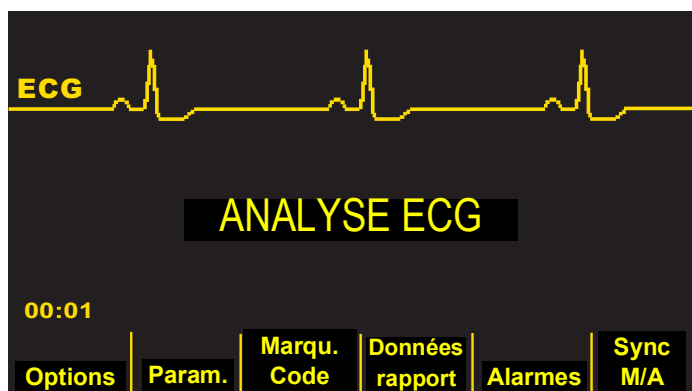 ECG
ANALYSE ECG
00:01
Options
Param.
Marqu.
Code
Données
rapport
Alarmes
Sync
M/A